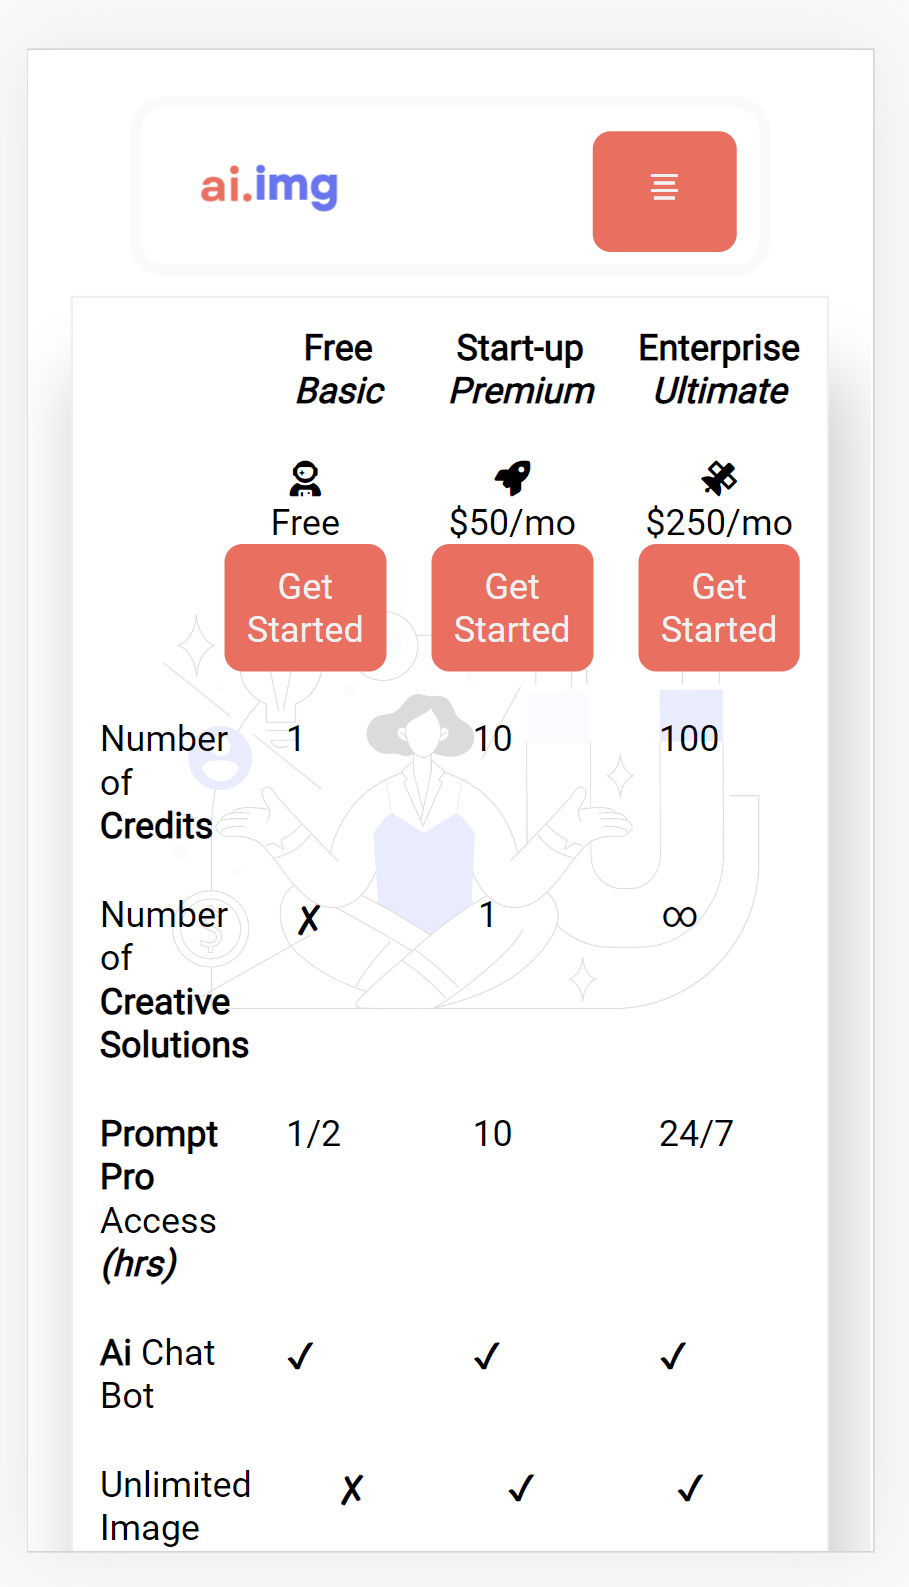 ai.img
Free Start-up Enterprise
Basic Premium Ultimate
Free $50/mo $250/mo
Get Get Get
Started Started Started
Number 1 10 100
of
Credits
Number ✗ 1 ∞
of
Creative
Solutions
Prompt 1/2 10 24/7
Pro
Access
(hrs)
Ai Chat ✓ ✓ ✓
Bot
Unlimited ✗ ✓ ✓
Image